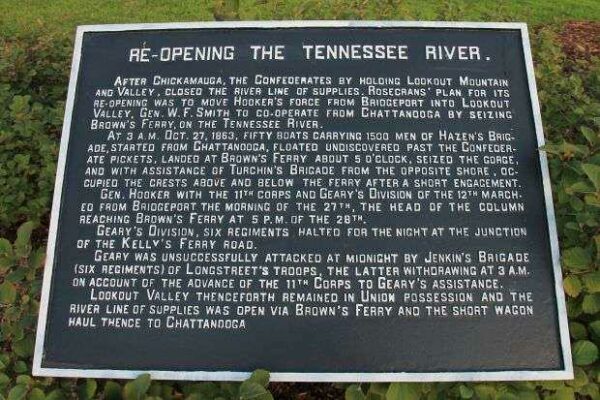 RE-OPENING THE TENNESSEE RIVER.
AFTER CHICKAMAUGA, THE CONFEDERATES BY HOLDING LOOKOUT MOUNTAIN
AND VALLEY, CLOSED THE RIVER LINE OF SUPPLIES. ROSECRANS' PLAN FOR ITS
RE-OPENING WAS TO MOVE HOOKER'S FORCE FROM BRIDGEPORT INTO LOOKOUT
VALLEY, GEN. W. F. SMITH TO CO-OPERATE FROM CHATTANOOGA BY SEIZING
BROWN'S FERRY, ON THE TENNESSEE RIVER.
AT 3 A.M. OCT. 27, 1863, FIFTY BOATS CARRYING 1500 MEN OF HAZEN'S BRIG-
ADE, STARTED FROM CHATTANOOGA, FLOATED UNDISCOVERED PAST THE CONFEDER-
ATE PICKETS, LANDED AT BROWN'S FERRY ABOUT 5 O'CLOCK, SEIZED THE GORGE,
AND WITH ASSISTANCE OF TURCHIN'S BRIGADE FROM THE OPPOSITE SHORE, OC-
CUPIED THE CRESTS ABOVE AND BELOW THE FERRY AFTER A SHORT ENGAGEMENT.
GEN. HOOKER WITH THE 11TH CORPS AND GEARY'S DIVISION OF THE 12TH MARCH-
ED FROM BRIDGEPORT THE MORNING OF THE 27TH, THE HEAD OF THE COLUMN
REACHING BROWN'S FERRY AT 5 P.M. OF THE 28TH.
GEARY'S DIVISION, SIX REGIMENTS HALTED FOR THE NIGHT AT THE JUNCTION
OF THE KELLY'S FERRY ROAD.
GEARY WAS UNSUCCESSFULLY ATTACKED AT MIDNIGHT BY JENKIN'S BRIGADE
(SIX REGIMENTS) OF LONGSTREET'S TROOPS, THE LATTER WITHDRAWING AT 3 A.M.
ON ACCOUNT OF THE ADVANCE OF THE 11TH CORPS TO GEARY'S ASSISTANCE.
LOOKOUT VALLEY THENCEFORTH REMAINED IN UNION POSSESSION AND THE
RIVER LINE OF SUPPLIES WAS OPEN VIA BROWN'S FERRY AND THE SHORT WAGON
HAUL THENCE TO CHATTANOOGA